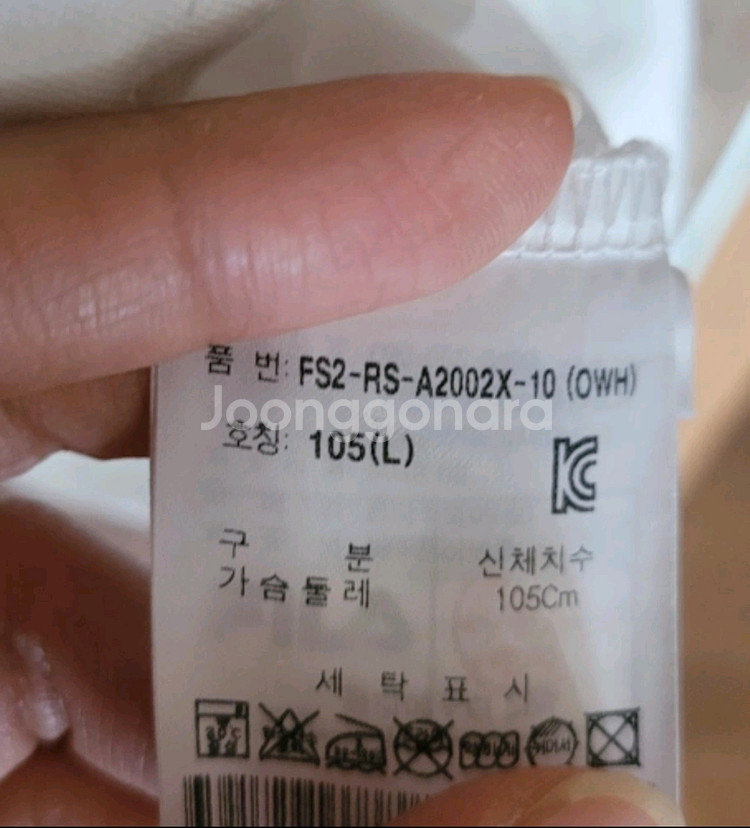 품 번: FS2-RS-A2002X-10 (OWH)
Joonggonara
호칭: 105(L)
구 분 신체치수
가슴둘레 105Cm
세 탁 표 시